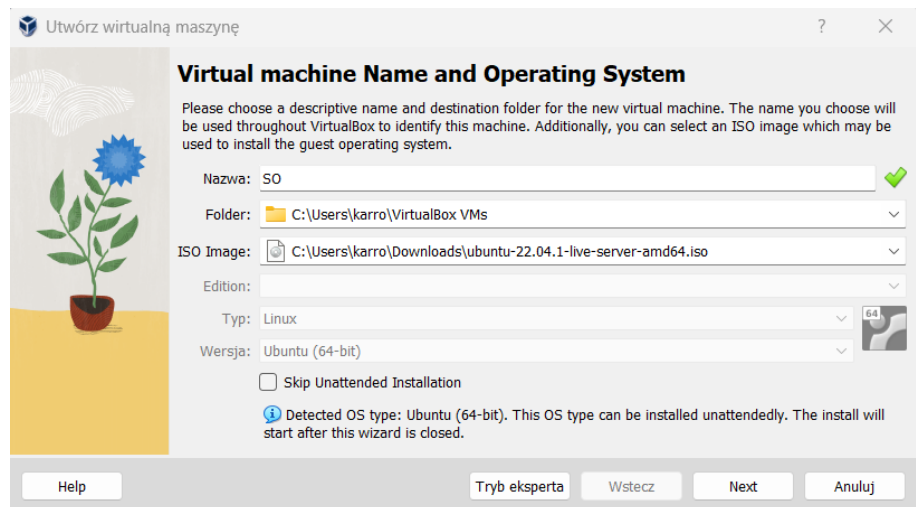 Utwórz wirtualną maszynę
?
Virtual machine Name and Operating System
Please choose a descriptive name and destination folder for the new virtual machine. The name you choose will
be used throughout VirtualBox to identify this machine. Additionally, you can select an ISO image which may be
used to install the guest operating system.
Nazwa: SO
Folder: C:\Users\karro\VirtualBox VMs
ISO Image: C:\Users\karro\Downloads\ubuntu-22.04.1-live-server-amd64.iso
Edition:
Typ: Linux
64
Wersja: Ubuntu (64-bit)
Skip Unattended Installation
Detected OS type: Ubuntu (64-bit). This OS type can be installed unattendedly. The install will
start after this wizard is closed.
Help Tryb eksperta Wstecz Next Anuluj